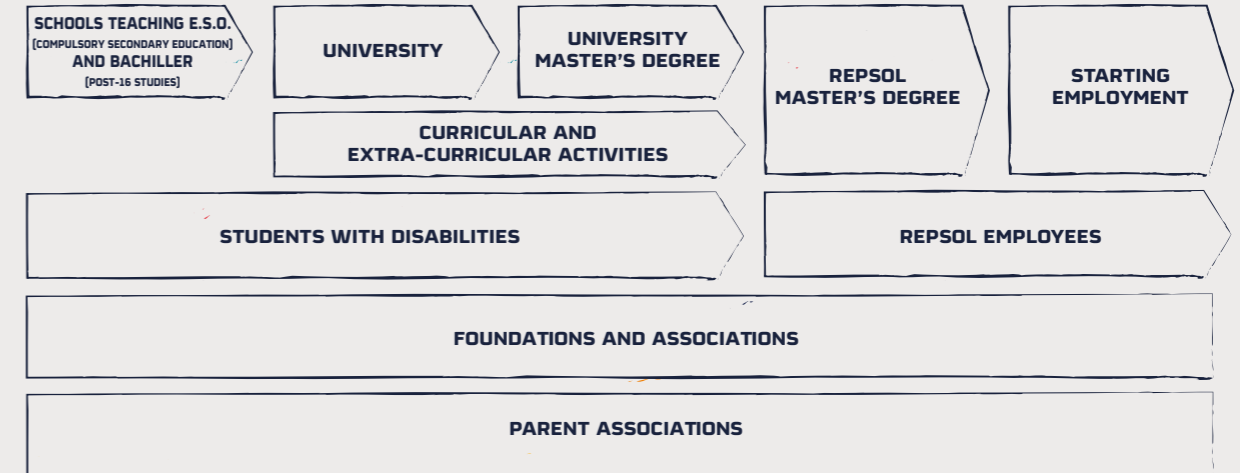 SCHOOLS TEACHING E.S.O.
(COMPULSORY SECONDARY EDUCATION)
AND BACHILLER
(POST-16 STUDIES)
UNIVERSITY
UNIVERSITY
MASTER'S DEGREE
REPSOL
MASTER'S DEGREE
STARTING
EMPLOYMENT
CURRICULAR AND
EXTRA-CURRICULAR ACTIVITIES
STUDENTS WITH DISABILITIES
REPSOL EMPLOYEES
FOUNDATIONS AND ASSOCIATIONS
PARENT ASSOCIATIONS